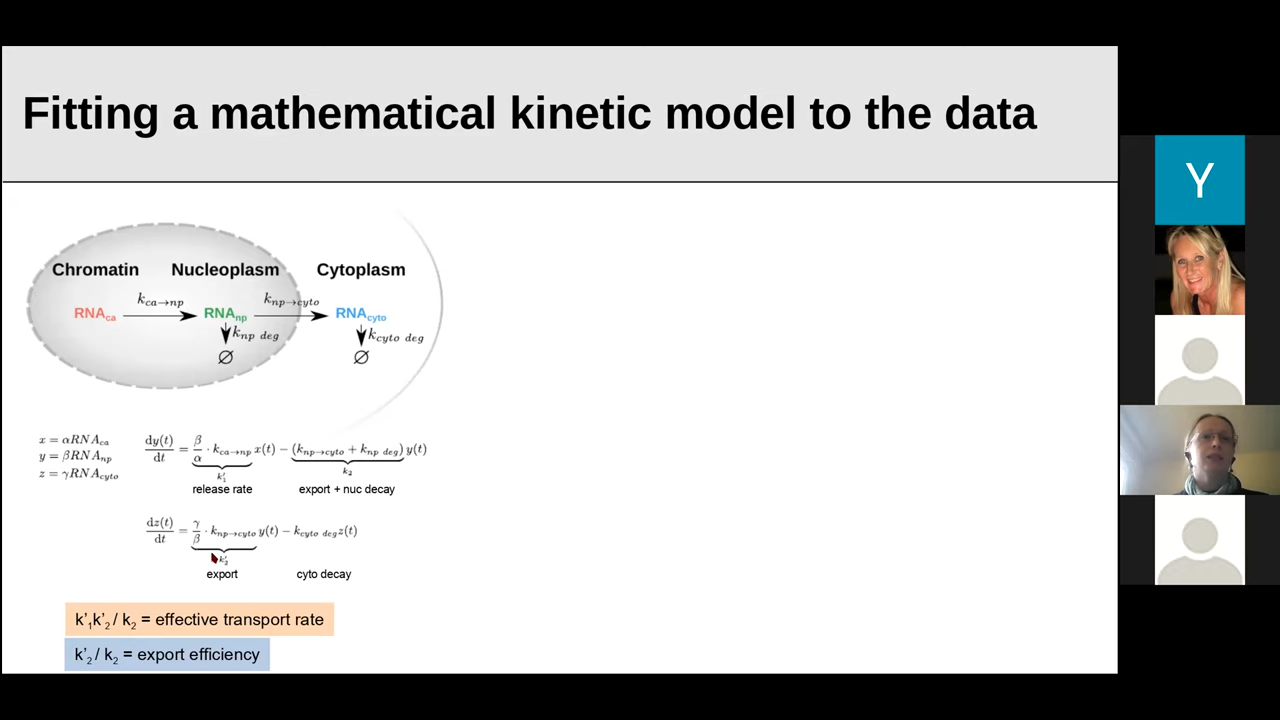 Fitting a mathematical kinetic model to the data
Y
Chromatin Nucleoplasm Cytoplasm
RNAca kca→np RNAnp knp→cyto RNAcyto
knp deg kcyto deg
∅ ∅
x = αRNAca
y = βRNAnp
z = γRNAcyto
dy(t)/dt = β/α · kca→np x(t) − (knp→cyto + knp deg) y(t)
k'1 k2
release rate export + nuc decay
dz(t)/dt = γ/β · knp→cyto y(t) − kcyto deg z(t)
k'2
export cyto decay
k'1k'2 / k2 = effective transport rate
k'2 / k2 = export efficiency